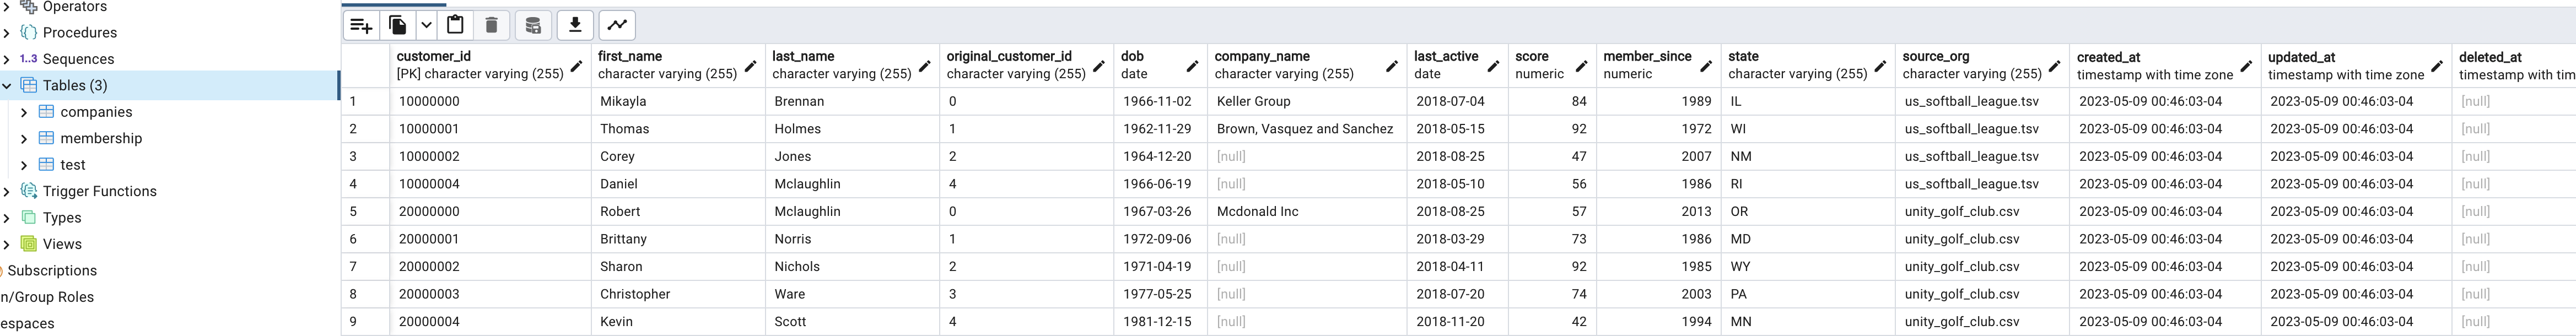 Operators
Procedures
1..3 Sequences
Tables (3)
companies
membership
test
Trigger Functions
Types
Views
Subscriptions
n/Group Roles
espaces
customer_id first_name last_name original_customer_id dob company_name last_active score member_since state source_org created_at updated_at deleted_at
[PK] character varying (255) character varying (255) character varying (255) character varying (255) date character varying (255) date numeric numeric character varying (255) character varying (255) timestamp with time zone timestamp with time zone timestamp with tim
1 10000000 Mikayla Brennan 0 1966-11-02 Keller Group 2018-07-04 84 1989 IL us_softball_league.tsv 2023-05-09 00:46:03-04 2023-05-09 00:46:03-04 [null]
2 10000001 Thomas Holmes 1 1962-11-29 Brown, Vasquez and Sanchez 2018-05-15 92 1972 WI us_softball_league.tsv 2023-05-09 00:46:03-04 2023-05-09 00:46:03-04 [null]
3 10000002 Corey Jones 2 1964-12-20 [null] 2018-08-25 47 2007 NM us_softball_league.tsv 2023-05-09 00:46:03-04 2023-05-09 00:46:03-04 [null]
4 10000004 Daniel Mclaughlin 4 1966-06-19 [null] 2018-05-10 56 1986 RI us_softball_league.tsv 2023-05-09 00:46:03-04 2023-05-09 00:46:03-04 [null]
5 20000000 Robert Mclaughlin 0 1967-03-26 Mcdonald Inc 2018-08-25 57 2013 OR unity_golf_club.csv 2023-05-09 00:46:03-04 2023-05-09 00:46:03-04 [null]
6 20000001 Brittany Norris 1 1972-09-06 [null] 2018-03-29 73 1986 MD unity_golf_club.csv 2023-05-09 00:46:03-04 2023-05-09 00:46:03-04 [null]
7 20000002 Sharon Nichols 2 1971-04-19 [null] 2018-04-11 92 1985 WY unity_golf_club.csv 2023-05-09 00:46:03-04 2023-05-09 00:46:03-04 [null]
8 20000003 Christopher Ware 3 1977-05-25 [null] 2018-07-20 74 2003 PA unity_golf_club.csv 2023-05-09 00:46:03-04 2023-05-09 00:46:03-04 [null]
9 20000004 Kevin Scott 4 1981-12-15 [null] 2018-11-20 42 1994 MN unity_golf_club.csv 2023-05-09 00:46:03-04 2023-05-09 00:46:03-04 [null]